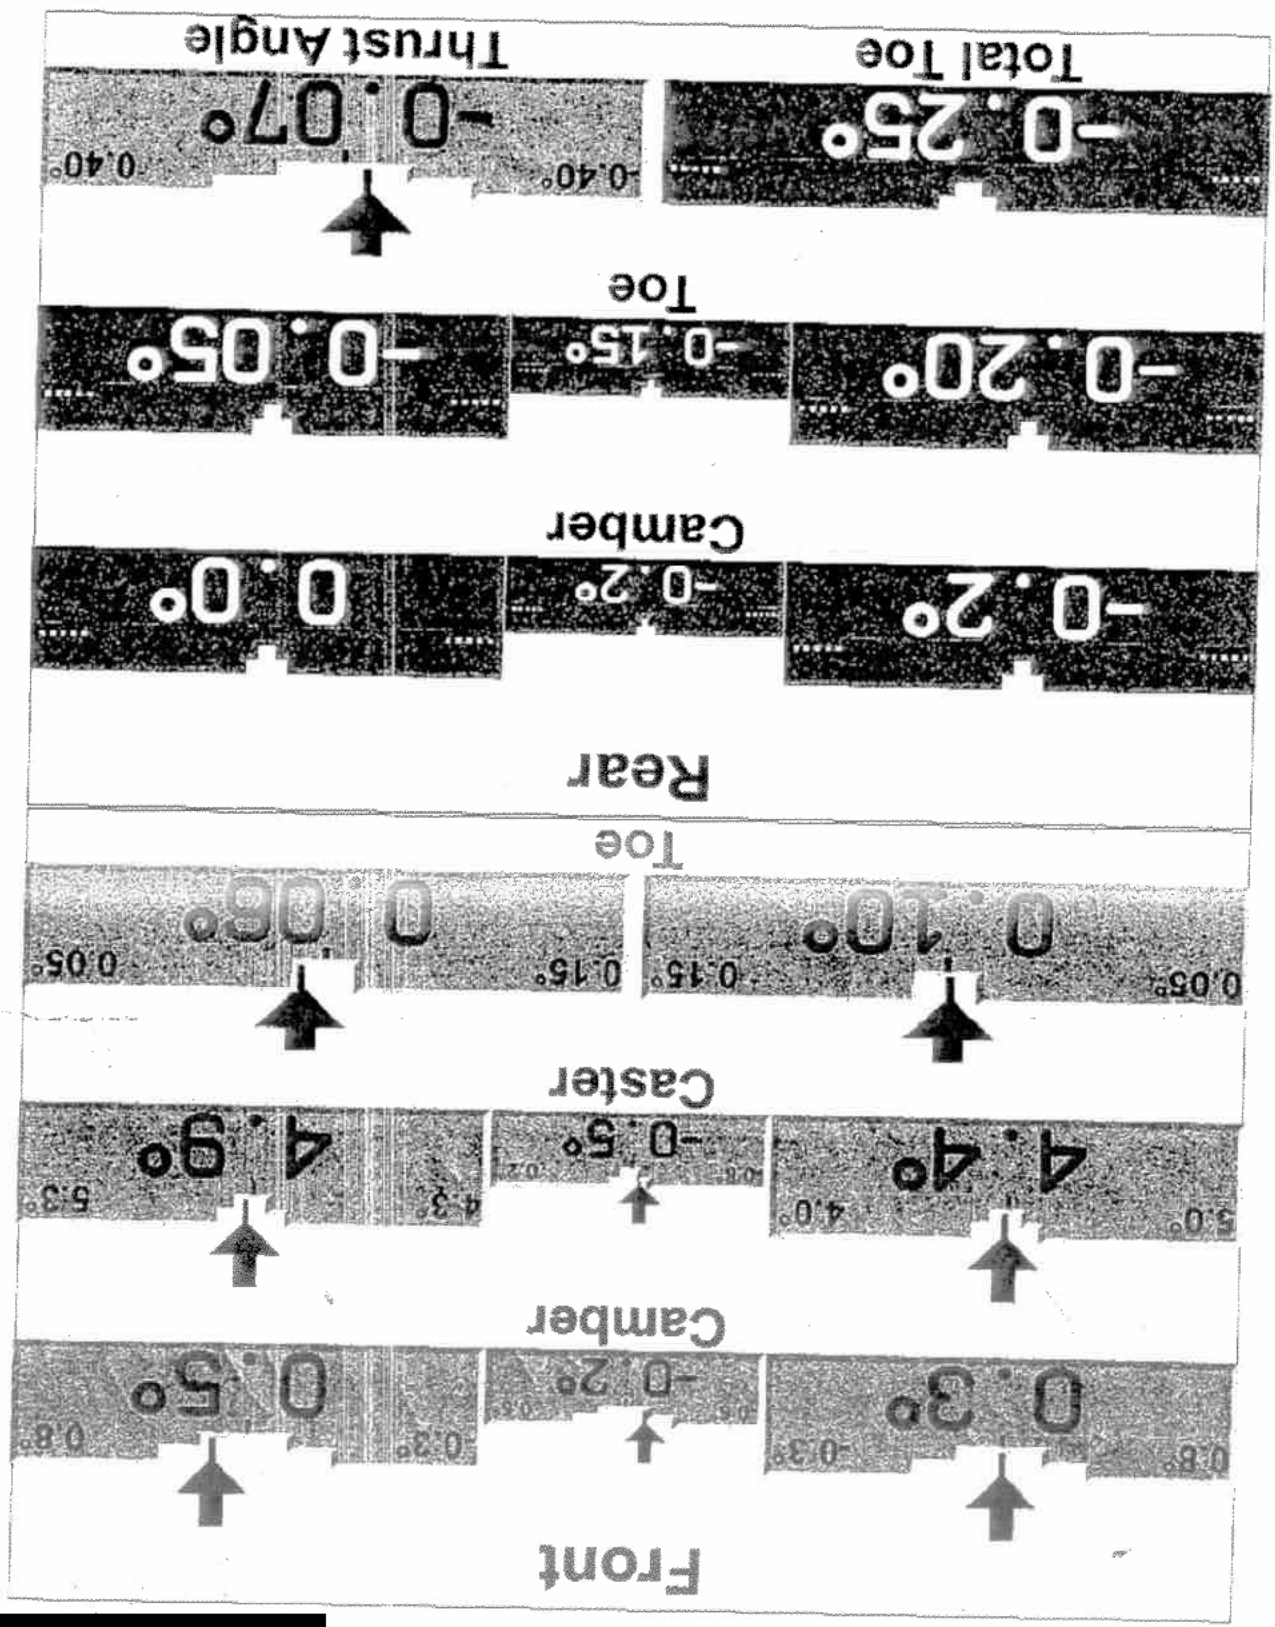 Front
0.8° -0.3° 0.3° 0.8°
0.3° -0.2° 0.5°
Camber
5.0° 4.0° 4.3° 5.3°
4.4° -0.5° 4.9°
Caster
0.05° 0.15° 0.15° 0.05°
0.10° 0.08°
Toe
Rear
-0.2° -0.2° 0.0°
Camber
-0.20° -0.15° -0.05°
Toe
-0.40° 0.40°
-0.25° -0.07°
Total Toe Thrust Angle